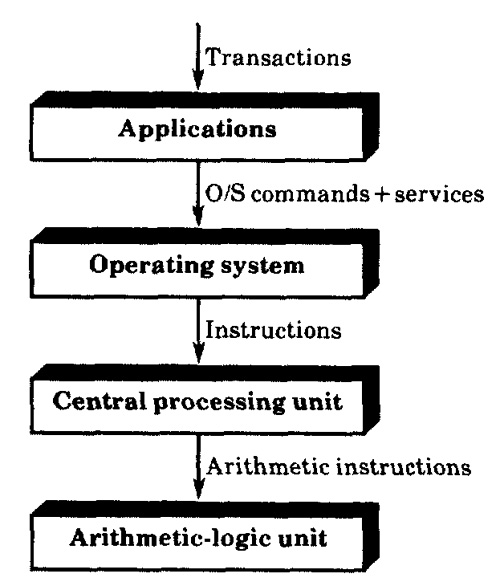 Transactions
Applications
O/S commands + services
Operating system
Instructions
Central processing unit
Arithmetic instructions
Arithmetic-logic unit